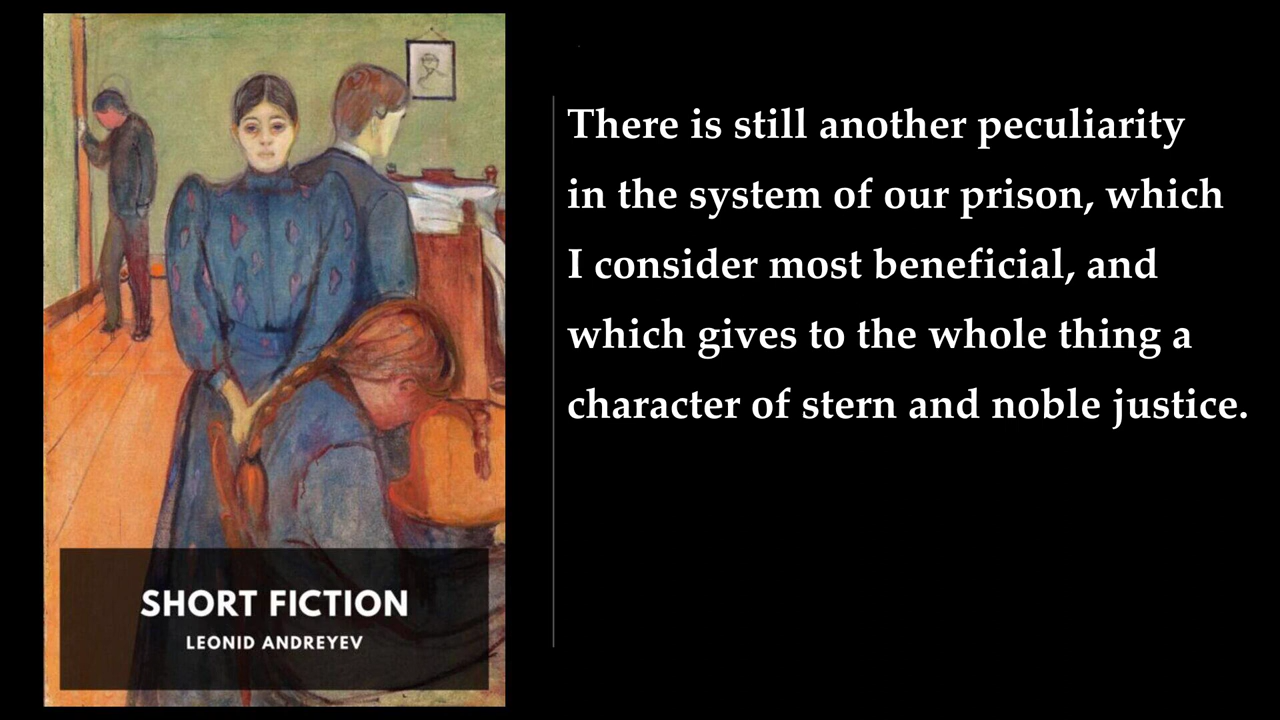 SHORT FICTION
LEONID ANDREYEV
There is still another peculiarity
in the system of our prison, which
I consider most beneficial, and
which gives to the whole thing a
character of stern and noble justice.